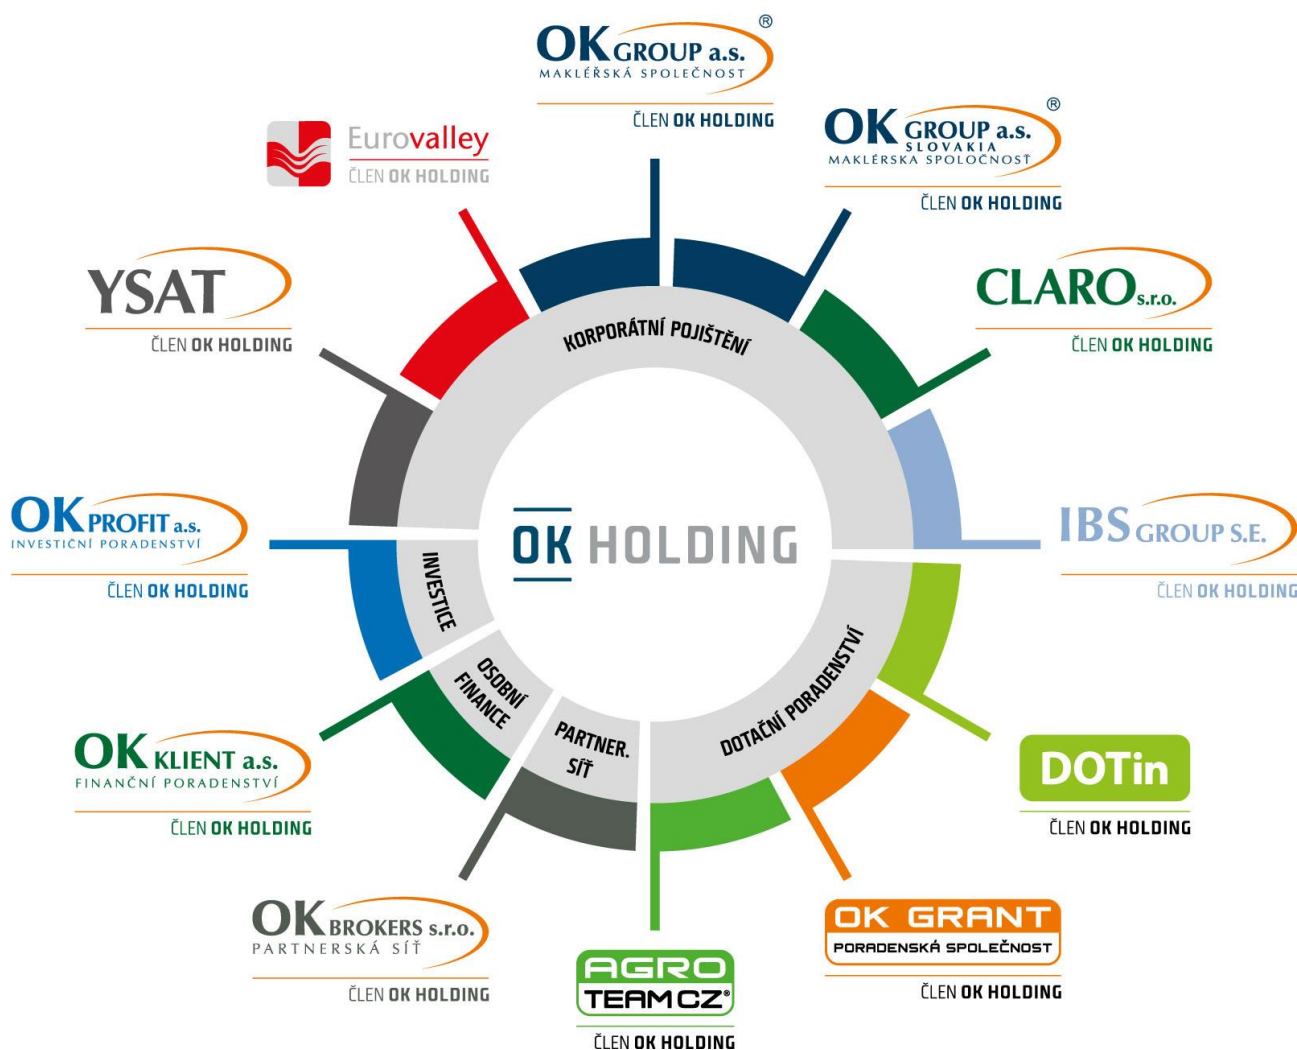 OK GROUP a.s. ®
MAKLÉŘSKÁ SPOLEČNOST
ČLEN OK HOLDING
OK GROUP a.s. ®
SLOVAKIA
MAKLÉRSKA SPOLOČNOSŤ
ČLEN OK HOLDING
CLARO s.r.o.
ČLEN OK HOLDING
IBS GROUP S.E.
ČLEN OK HOLDING
DOTin
ČLEN OK HOLDING
OK GRANT
PORADENSKÁ SPOLEČNOST
ČLEN OK HOLDING
AGRO
TEAM CZ®
ČLEN OK HOLDING
OK BROKERS s.r.o.
PARTNERSKÁ SÍŤ
ČLEN OK HOLDING
OK KLIENT a.s.
FINANČNÍ PORADENSTVÍ
ČLEN OK HOLDING
OK PROFIT a.s.
INVESTIČNÍ PORADENSTVÍ
ČLEN OK HOLDING
YSAT
ČLEN OK HOLDING
Eurovalley
ČLEN OK HOLDING
KORPORÁTNÍ POJIŠTĚNÍ
DOTAČNÍ PORADENSTVÍ
PARTNER.
SÍŤ
OSOBNÍ
FINANCE
INVESTICE
OK HOLDING